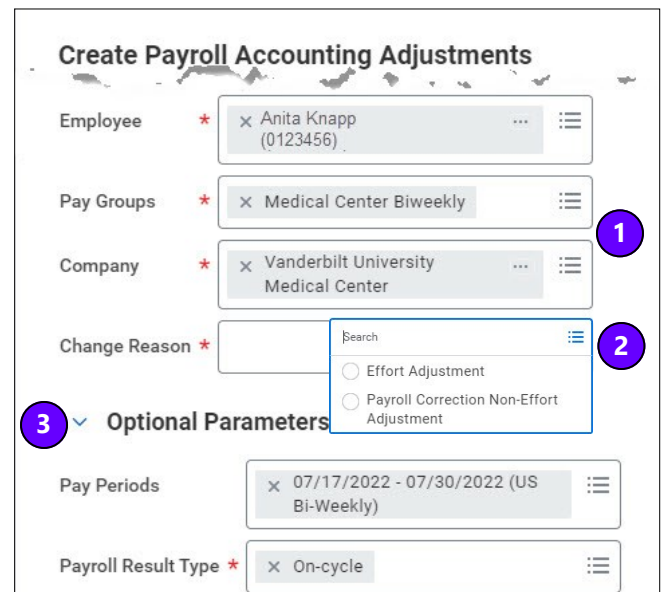 Create Payroll Accounting Adjustments
Employee * × Anita Knapp ...
(0123456)
Pay Groups * × Medical Center Biweekly
1
Company * × Vanderbilt University ...
Medical Center
Change Reason * Search
2
Effort Adjustment
Payroll Correction Non-Effort
Adjustment
3 Optional Parameters
Pay Periods × 07/17/2022 - 07/30/2022 (US
Bi-Weekly)
Payroll Result Type * × On-cycle